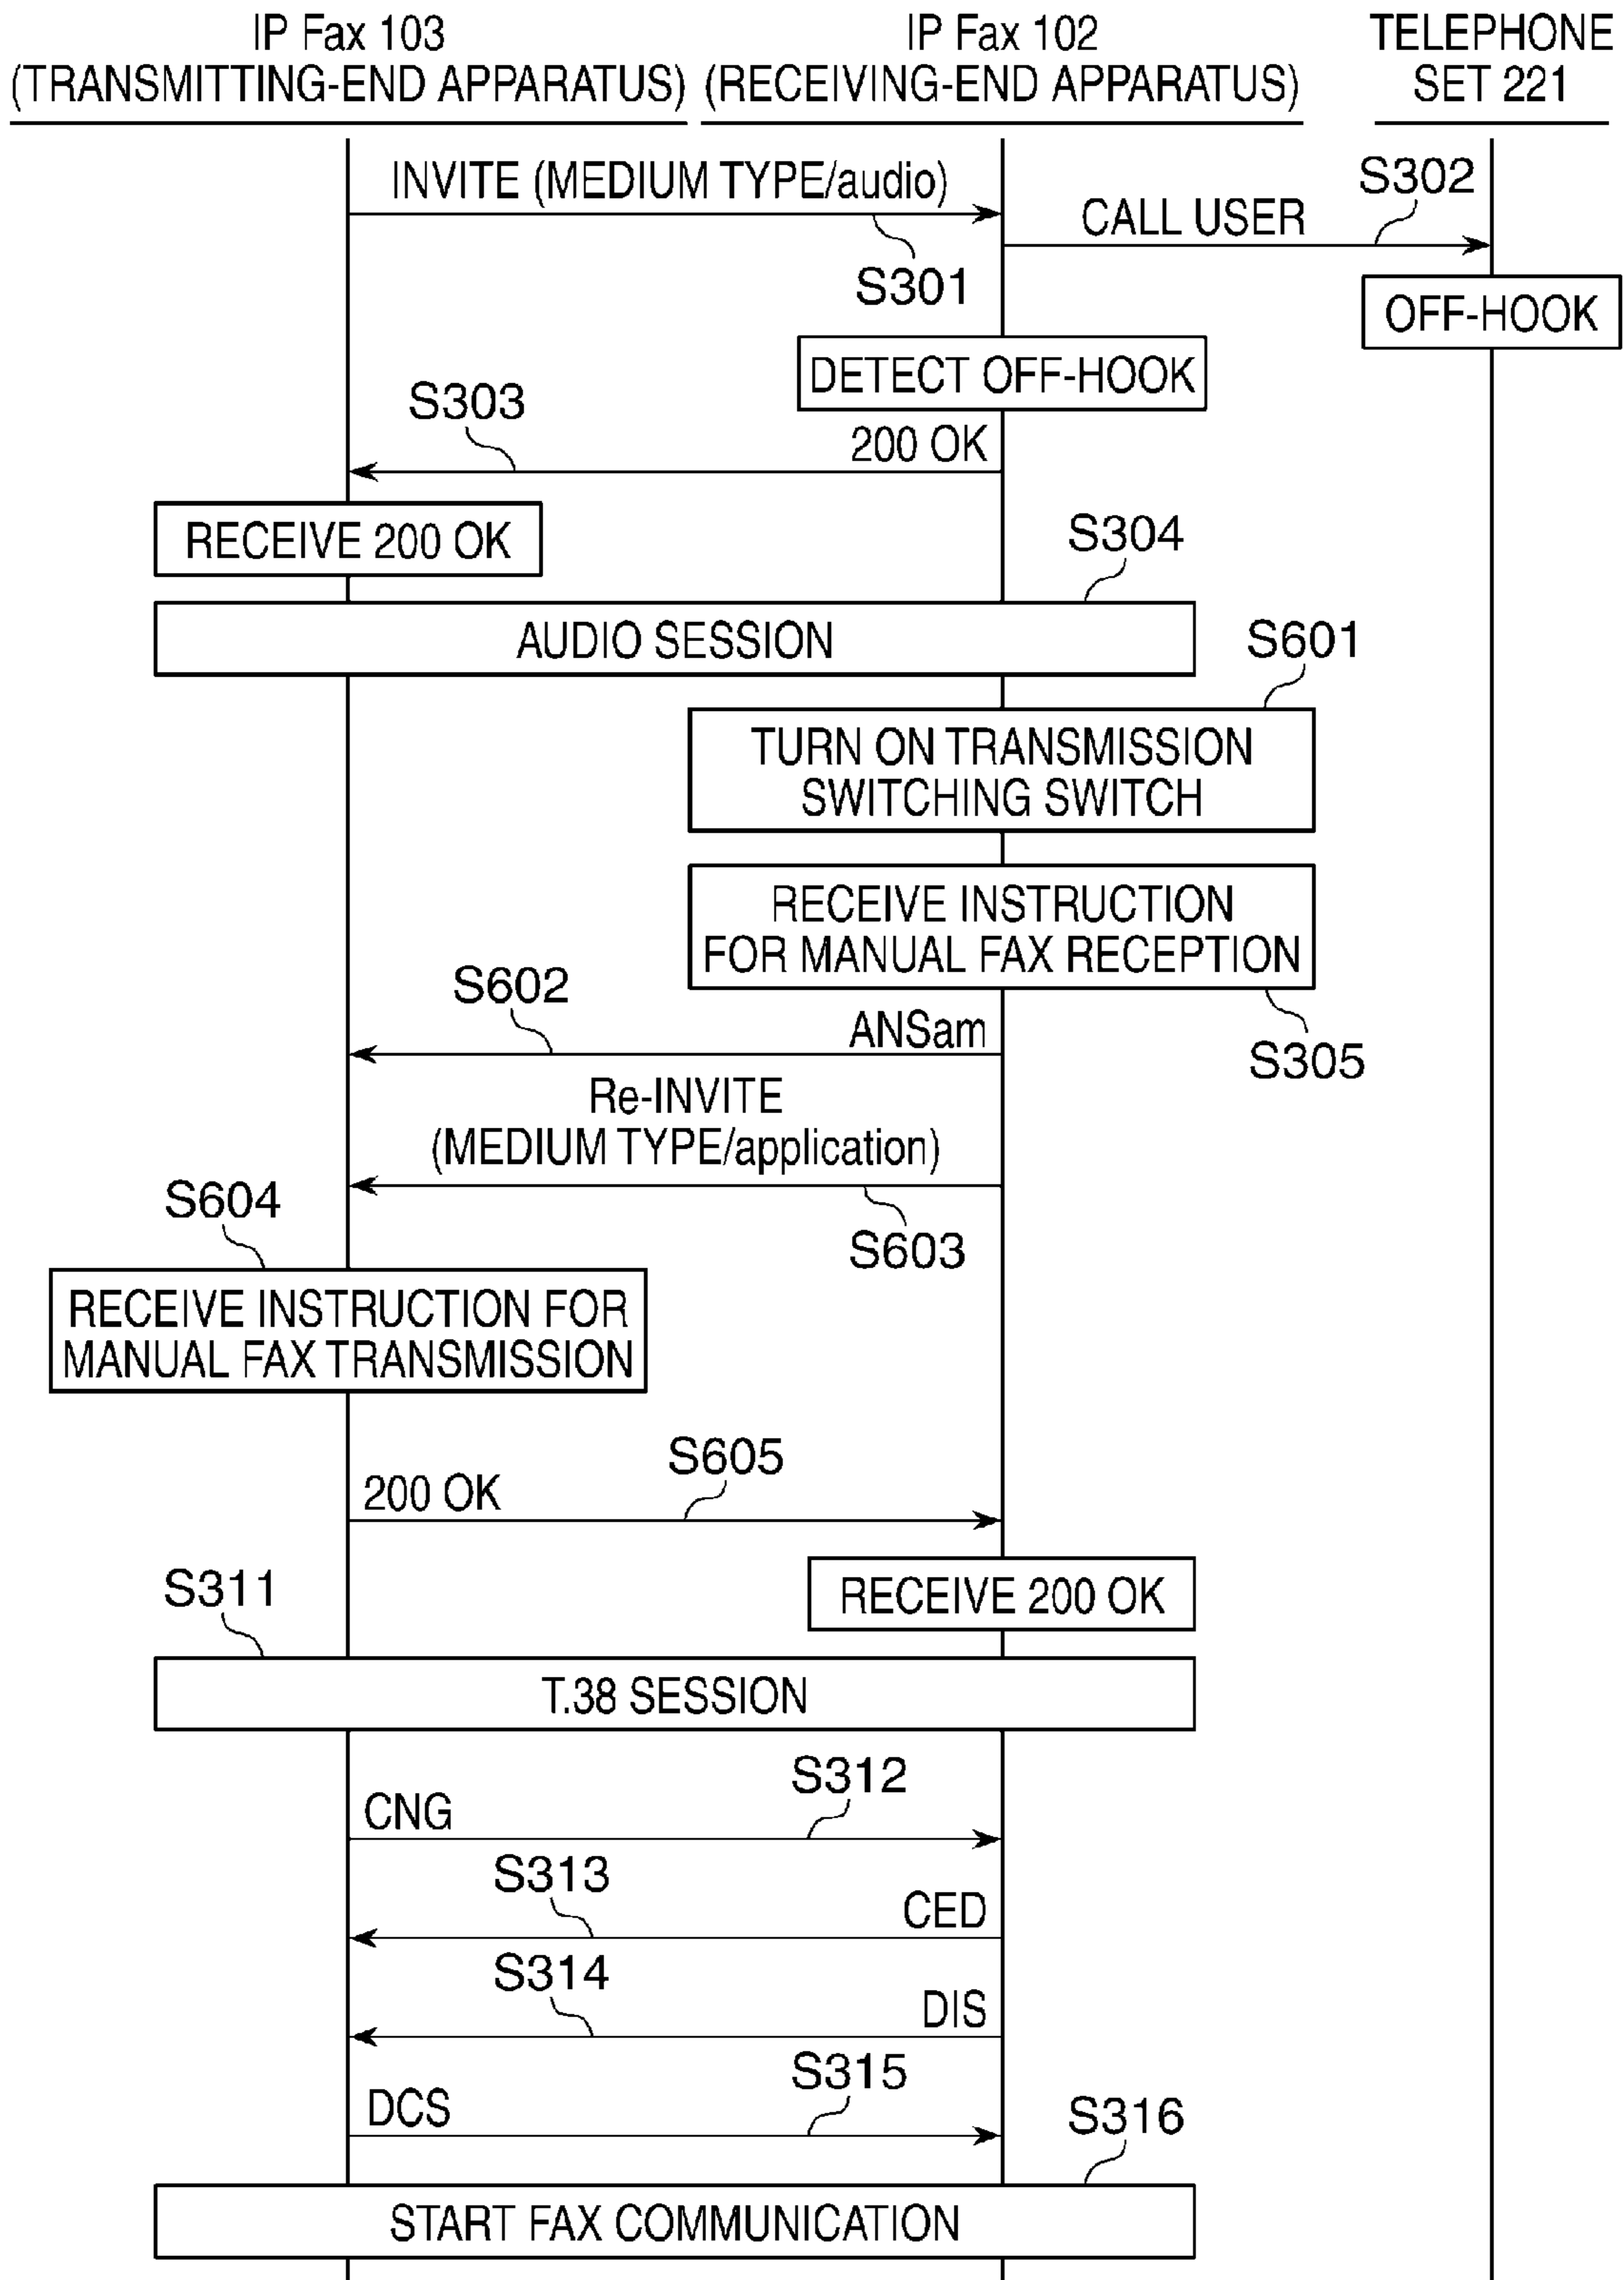 IP Fax 103
(TRANSMITTING-END APPARATUS)
IP Fax 102
(RECEIVING-END APPARATUS)
TELEPHONE
SET 221
INVITE (MEDIUM TYPE/audio)
S301
CALL USER
S302
OFF-HOOK
DETECT OFF-HOOK
S303
200 OK
RECEIVE 200 OK
S304
AUDIO SESSION
S601
TURN ON TRANSMISSION
SWITCHING SWITCH
RECEIVE INSTRUCTION
FOR MANUAL FAX RECEPTION
S305
S602
ANSam
Re-INVITE
(MEDIUM TYPE/application)
S603
S604
RECEIVE INSTRUCTION FOR
MANUAL FAX TRANSMISSION
S605
200 OK
RECEIVE 200 OK
S311
T.38 SESSION
S312
CNG
S313
CED
S314
DIS
S315
DCS
S316
START FAX COMMUNICATION